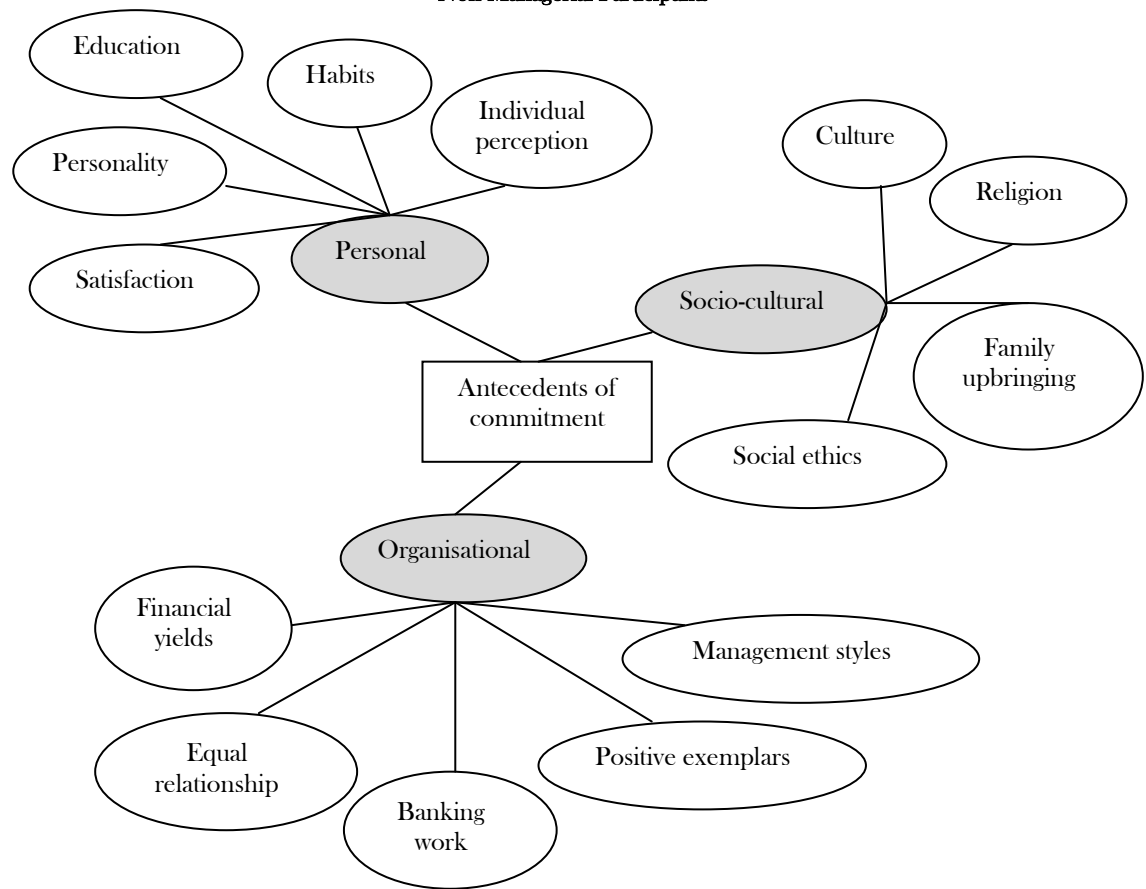 Non-Managerial Participants
Education
Habits
Individual
perception
Personality
Satisfaction
Personal
Culture
Religion
Socio-cultural
Family
upbringing
Social ethics
Antecedents of
commitment
Organisational
Financial
yields
Management styles
Equal
relationship
Positive exemplars
Banking
work